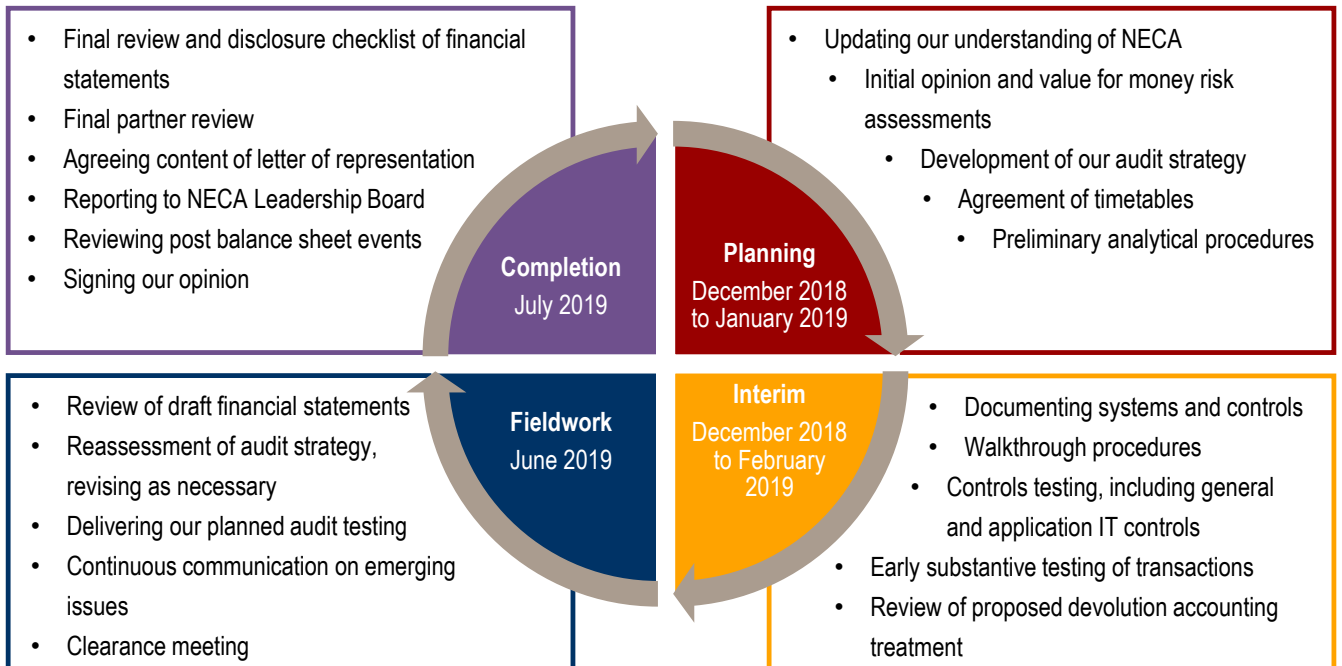 • Final review and disclosure checklist of financial
statements
• Final partner review
• Agreeing content of letter of representation
• Reporting to NECA Leadership Board
• Reviewing post balance sheet events
• Signing our opinion
Completion
July 2019
• Updating our understanding of NECA
• Initial opinion and value for money risk
assessments
• Development of our audit strategy
• Agreement of timetables
• Preliminary analytical procedures
Planning
December 2018
to January 2019
• Review of draft financial statements
• Reassessment of audit strategy,
revising as necessary
• Delivering our planned audit testing
• Continuous communication on emerging
issues
• Clearance meeting
Fieldwork
June 2019
Interim
December 2018
to February
2019
• Documenting systems and controls
• Walkthrough procedures
• Controls testing, including general
and application IT controls
• Early substantive testing of transactions
• Review of proposed devolution accounting
treatment